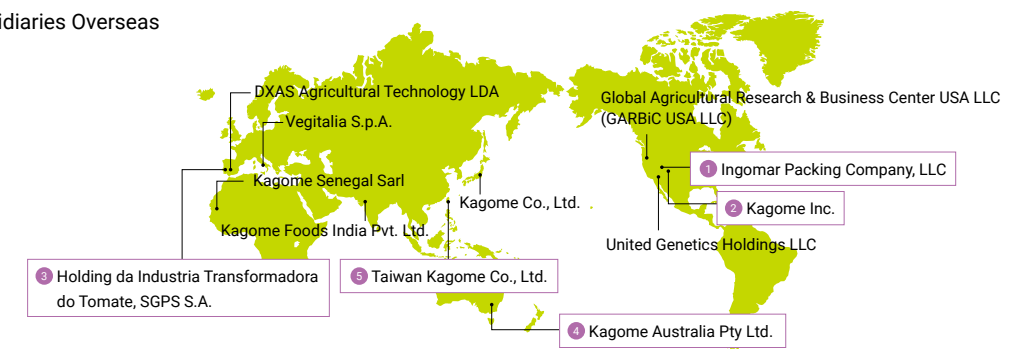 idiaries Overseas
DXAS Agricultural Technology LDA
Vegitalia S.p.A.
Kagome Senegal Sarl
Kagome Foods India Pvt. Ltd.
Kagome Co., Ltd.
3 Holding da Industria Transformadora
do Tomate, SGPS S.A.
5 Taiwan Kagome Co., Ltd.
4 Kagome Australia Pty Ltd.
Global Agricultural Research & Business Center USA LLC
(GARBiC USA LLC)
1 Ingomar Packing Company, LLC
2 Kagome Inc.
United Genetics Holdings LLC